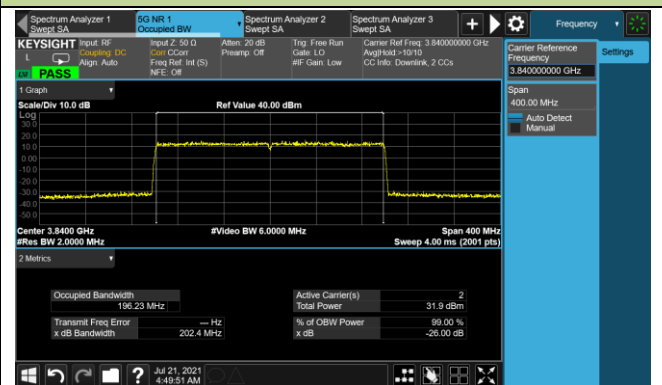 Spectrum Analyzer 1
Swept SA
5G NR 1
Occupied BW
Spectrum Analyzer 2
Swept SA
Spectrum Analyzer 3
Swept SA
Frequency
KEYSIGHT
L
LXI
PASS
Input: RF
Coupling: DC
Align: Auto
Input Z: 50 Ω
Corr CCorr
Freq Ref: Int (S)
NFE: Off
Atten: 20 dB
Preamp: Off
Trig: Free Run
Gate: LO
#IF Gain: Low
Carrier Ref Freq: 3.840000000 GHz
Avg|Hold:>10/10
CC Info: Downlink, 2 CCs
Carrier Reference
Frequency
3.840000000 GHz
Settings
Span
400.00 MHz
Auto Detect
Manual
1 Graph
Scale/Div 10.0 dB
Ref Value 40.00 dBm
Log
30.0
20.0
10.0
0.00
-10.0
-20.0
-30.0
-40.0
-50.0
Center 3.8400 GHz
#Video BW 6.0000 MHz
Span 400 MHz
#Res BW 2.0000 MHz
Sweep 4.00 ms (2001 pts)
2 Metrics
Occupied Bandwidth
196.23 MHz
Active Carrier(s) 2
Total Power 31.9 dBm
Transmit Freq Error --- Hz
x dB Bandwidth 202.4 MHz
% of OBW Power 99.00 %
x dB -26.00 dB
?
Jul 21, 2021
4:49:51 AM